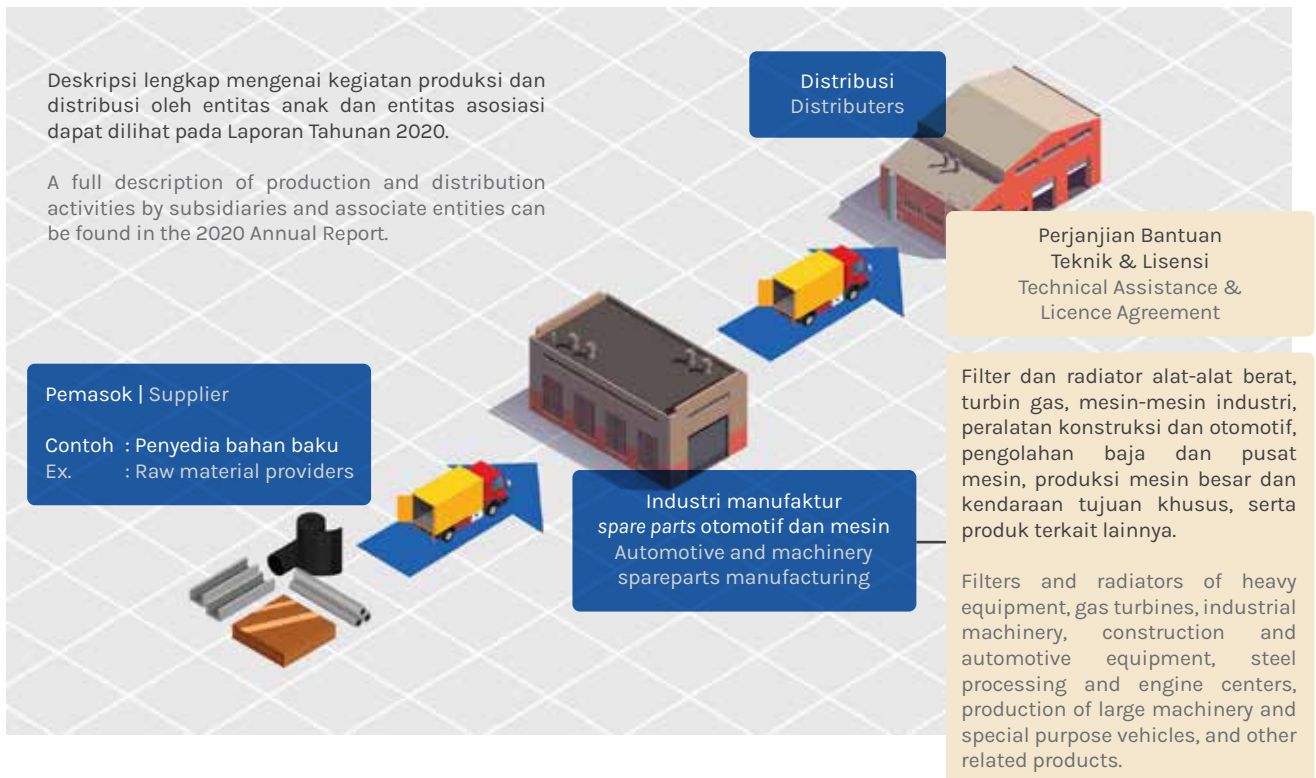 Deskripsi lengkap mengenai kegiatan produksi dan
distribusi oleh entitas anak dan entitas asosiasi
dapat dilihat pada Laporan Tahunan 2020.
A full description of production and distribution
activities by subsidiaries and associate entities can
be found in the 2020 Annual Report.
Distribusi
Distributers
Perjanjian Bantuan
Teknik & Lisensi
Technical Assistance &
Licence Agreement
Pemasok | Supplier
Contoh : Penyedia bahan baku
Ex. : Raw material providers
Industri manufaktur
spare parts otomotif dan mesin
Automotive and machinery
spareparts manufacturing
Filter dan radiator alat-alat berat,
turbin gas, mesin-mesin industri,
peralatan konstruksi dan otomotif,
pengolahan baja dan pusat
mesin, produksi mesin besar dan
kendaraan tujuan khusus, serta
produk terkait lainnya.
Filters and radiators of heavy
equipment, gas turbines, industrial
machinery, construction and
automotive equipment, steel
processing and engine centers,
production of large machinery and
special purpose vehicles, and other
related products.